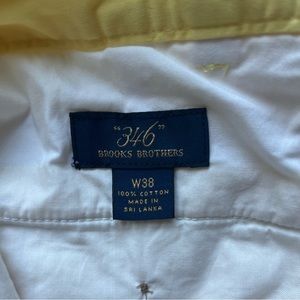 "346"
BROOKS BROTHERS
W38
100% COTTON
MADE IN
SRI LANKA